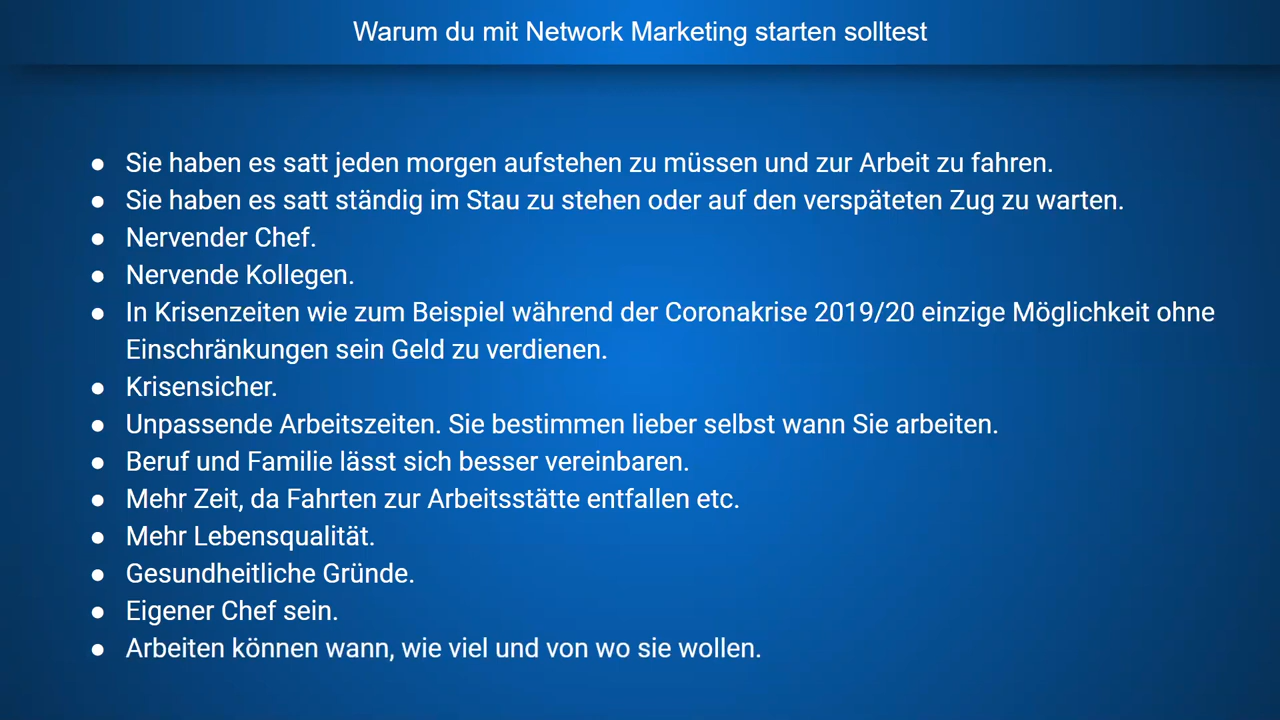 Warum du mit Network Marketing starten solltest
● Sie haben es satt jeden morgen aufstehen zu müssen und zur Arbeit zu fahren.
● Sie haben es satt ständig im Stau zu stehen oder auf den verspäteten Zug zu warten.
● Nervender Chef.
● Nervende Kollegen.
● In Krisenzeiten wie zum Beispiel während der Coronakrise 2019/20 einzige Möglichkeit ohne
Einschränkungen sein Geld zu verdienen.
● Krisensicher.
● Unpassende Arbeitszeiten. Sie bestimmen lieber selbst wann Sie arbeiten.
● Beruf und Familie lässt sich besser vereinbaren.
● Mehr Zeit, da Fahrten zur Arbeitsstätte entfallen etc.
● Mehr Lebensqualität.
● Gesundheitliche Gründe.
● Eigener Chef sein.
● Arbeiten können wann, wie viel und von wo sie wollen.